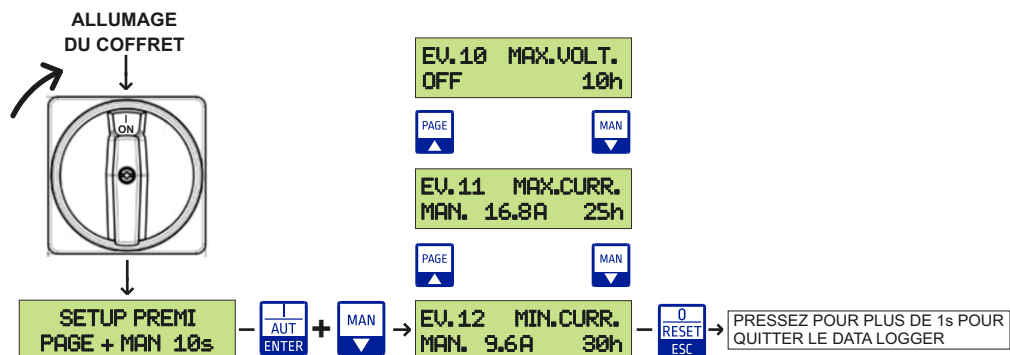 ALLUMAGE
DU COFFRET
I
ON
SETUP PREMI
PAGE + MAN 10s
I
AUT
ENTER
+
MAN
EV.10 MAX.VOLT.
OFF 10h
PAGE
MAN
EV.11 MAX.CURR.
MAN. 16.8A 25h
PAGE
MAN
EV.12 MIN.CURR.
MAN. 9.6A 30h
0
RESET
ESC
PRESSEZ POUR PLUS DE 1s POUR
QUITTER LE DATA LOGGER